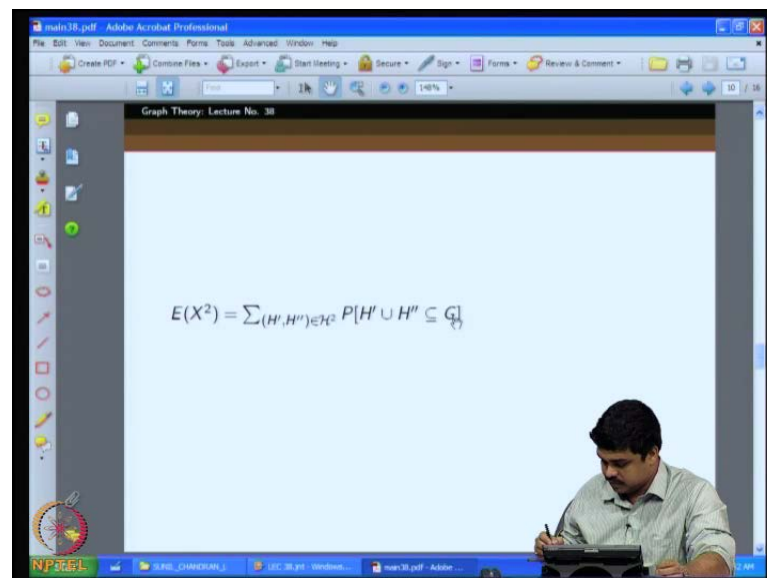 main38.pdf - Adobe Acrobat Professional
File Edit View Document Comments Forms Tools Advanced Window Help
Create PDF Combine Files Export Start Meeting Secure Sign Forms Review & Comment
148% 10 / 16
Graph Theory: Lecture No. 38
E(X²) = ∑(H′,H″)∈ℋ² P[H′ ∪ H″ ⊆ G]
NPTEL SUNIL_CHANDRAN_L LEC 38.jnt - Windows... main38.pdf - Adobe ...